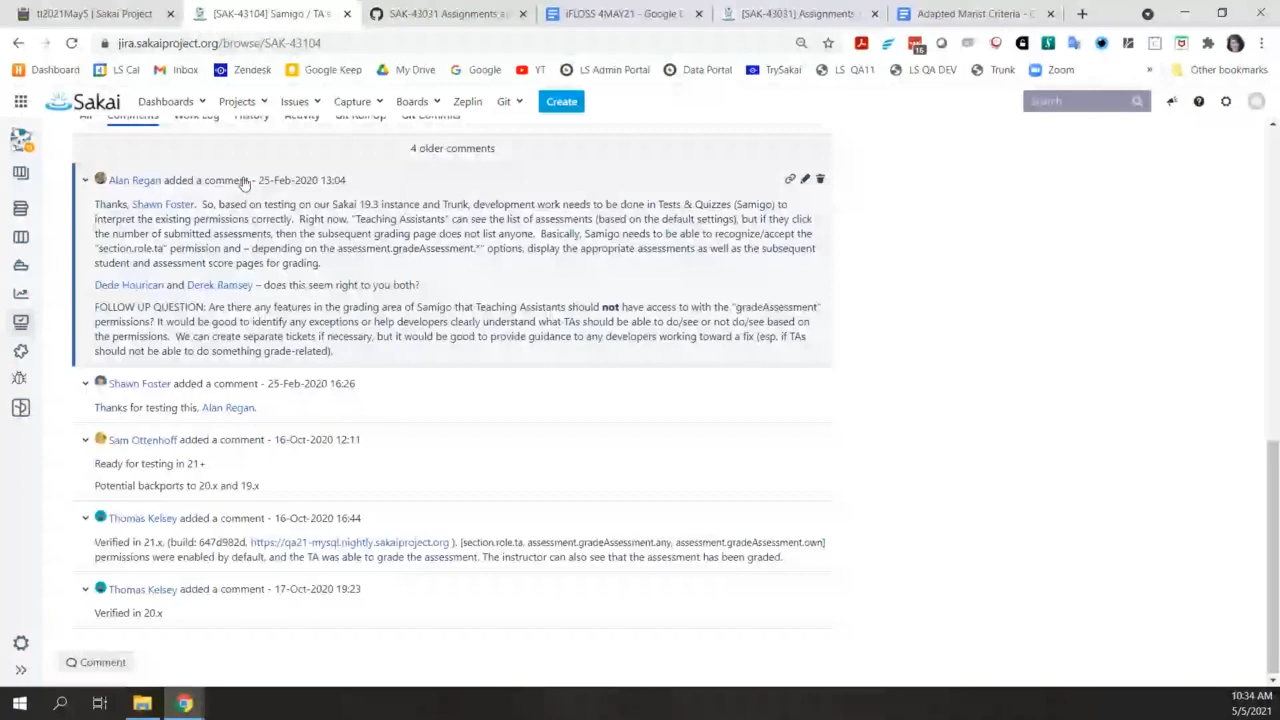 tl2021May5 | Sakai Project
[SAK-43104] Samigo / TA's
SAK-43031 Assignments a
iFLOSS 4MAY21 - Google
[SAK-43031] Assignments
Adapted Marist Criteria - C
jira.sakaiproject.org/browse/SAK-43104
16
Dashboard LS Cal Inbox Zendesk Google Keep My Drive Google YT LS Admin Portal Data Portal TrySakai LS QA11 LS QA DEV Trunk Zoom » Other bookmarks
Sakai Dashboards Projects Issues Capture Boards Zeplin Git Create Search
All Comments Work Log History Activity Git Roll Up Git Commits
4 older comments
Alan Regan added a comment - 25-Feb-2020 13:04
Thanks, Shawn Foster. So, based on testing on our Sakai 19.3 instance and Trunk, development work needs to be done in Tests & Quizzes (Samigo) to
interpret the existing permissions correctly. Right now, "Teaching Assistants" can see the list of assessments (based on the default settings), but if they click
the number of submitted assessments, then the subsequent grading page does not list anyone. Basically, Samigo needs to be able to recognize/accept the
"section.role.ta" permission and – depending on the assessment.gradeAssessment.*" options, display the appropriate assessments as well as the subsequent
student and assessment score pages for grading.
Dede Hourican and Derek Ramsey – does this seem right to you both?
FOLLOW UP QUESTION: Are there any features in the grading area of Samigo that Teaching Assistants should not have access to with the "gradeAssessment"
permissions? It would be good to identify any exceptions or help developers clearly understand what TAs should be able to do/see or not do/see based on
the permissions. We can create separate tickets if necessary, but it would be good to provide guidance to any developers working toward a fix (esp. if TAs
should not be able to do something grade-related).
Shawn Foster added a comment - 25-Feb-2020 16:26
Thanks for testing this, Alan Regan.
Sam Ottenhoff added a comment - 16-Oct-2020 12:11
Ready for testing in 21+
Potential backports to 20.x and 19.x
Thomas Kelsey added a comment - 16-Oct-2020 16:44
Verified in 21.x, (build: 647d982d, https://qa21-mysql.nightly.sakaiproject.org ). [section.role.ta, assessment.gradeAssessment.any, assessment.gradeAssessment.own]
permissions were enabled by default, and the TA was able to grade the assessment. The instructor can also see that the assessment has been graded.
Thomas Kelsey added a comment - 17-Oct-2020 19:23
Verified in 20.x
Comment
10:34 AM
5/5/2021